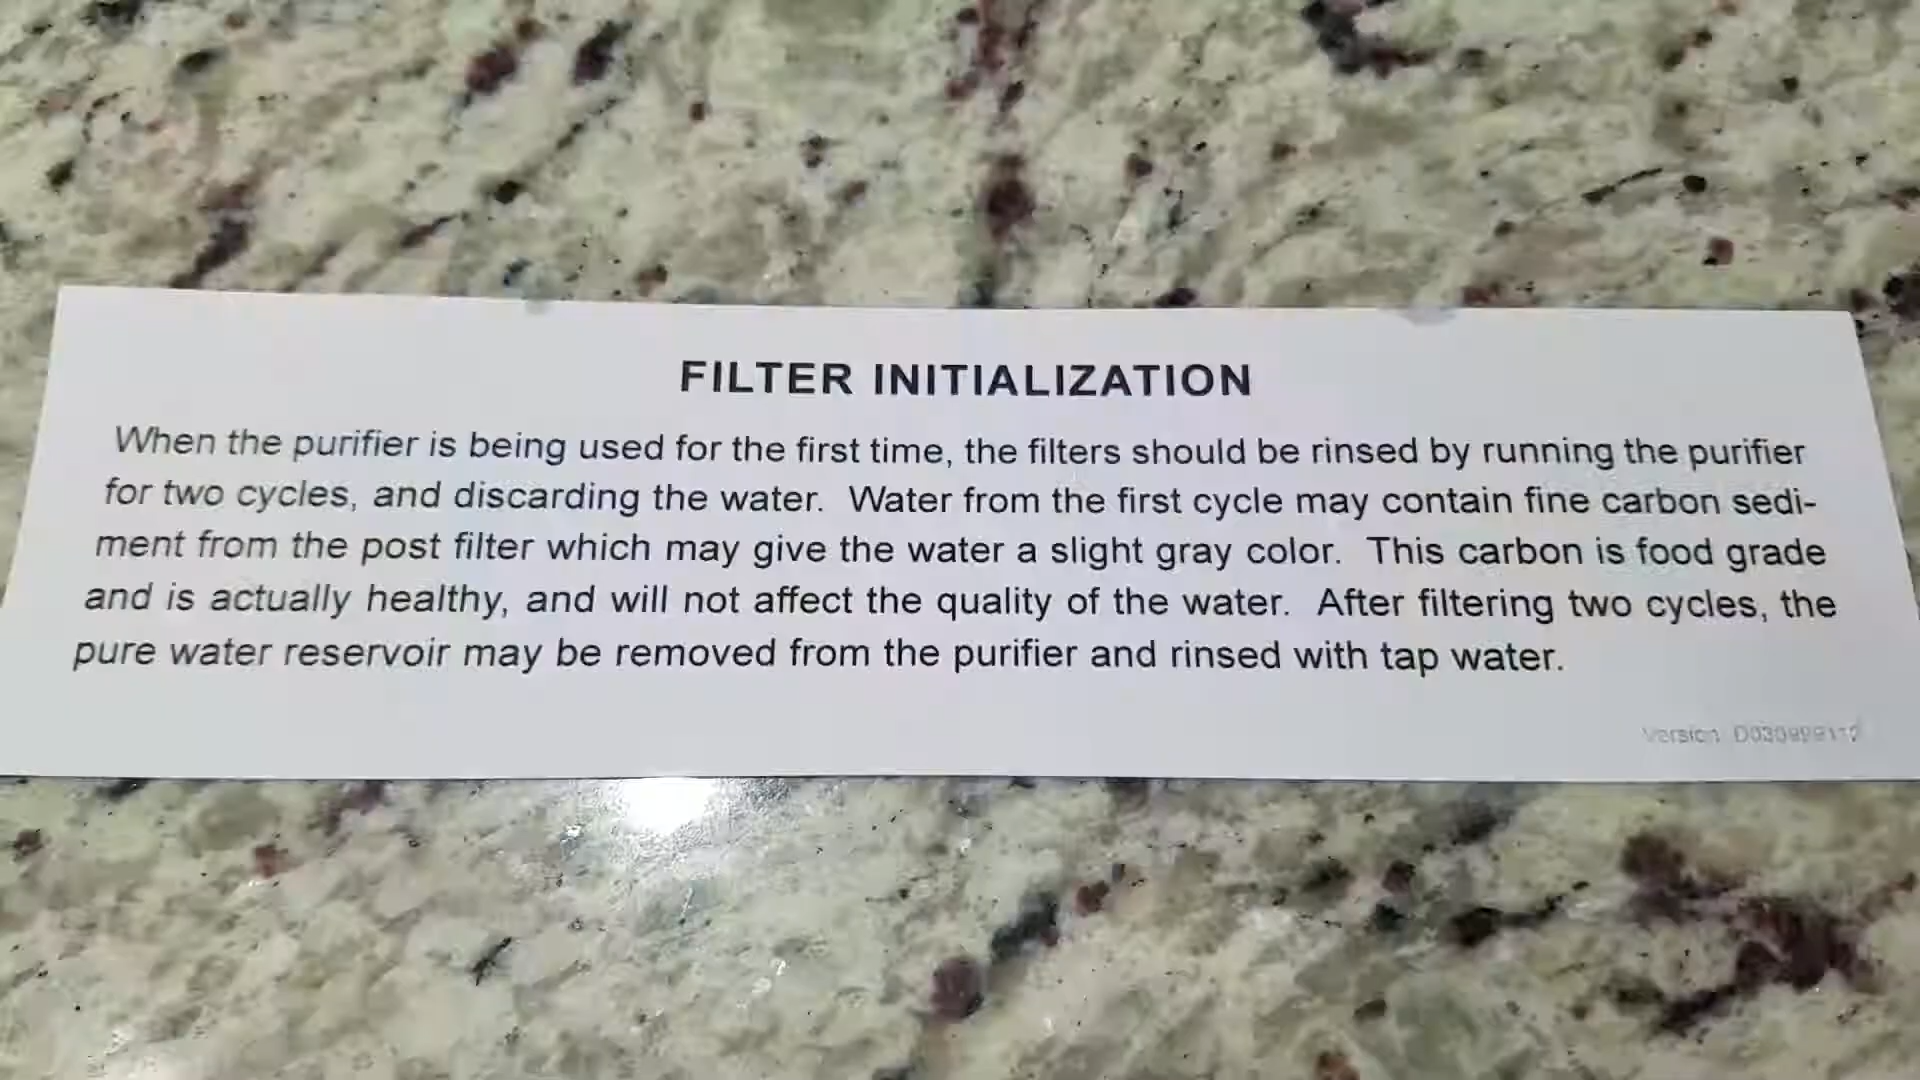 FILTER INITIALIZATION
When the purifier is being used for the first time, the filters should be rinsed by running the purifier
for two cycles, and discarding the water. Water from the first cycle may contain fine carbon sedi-
ment from the post filter which may give the water a slight gray color. This carbon is food grade
and is actually healthy, and will not affect the quality of the water. After filtering two cycles, the
pure water reservoir may be removed from the purifier and rinsed with tap water.
Version